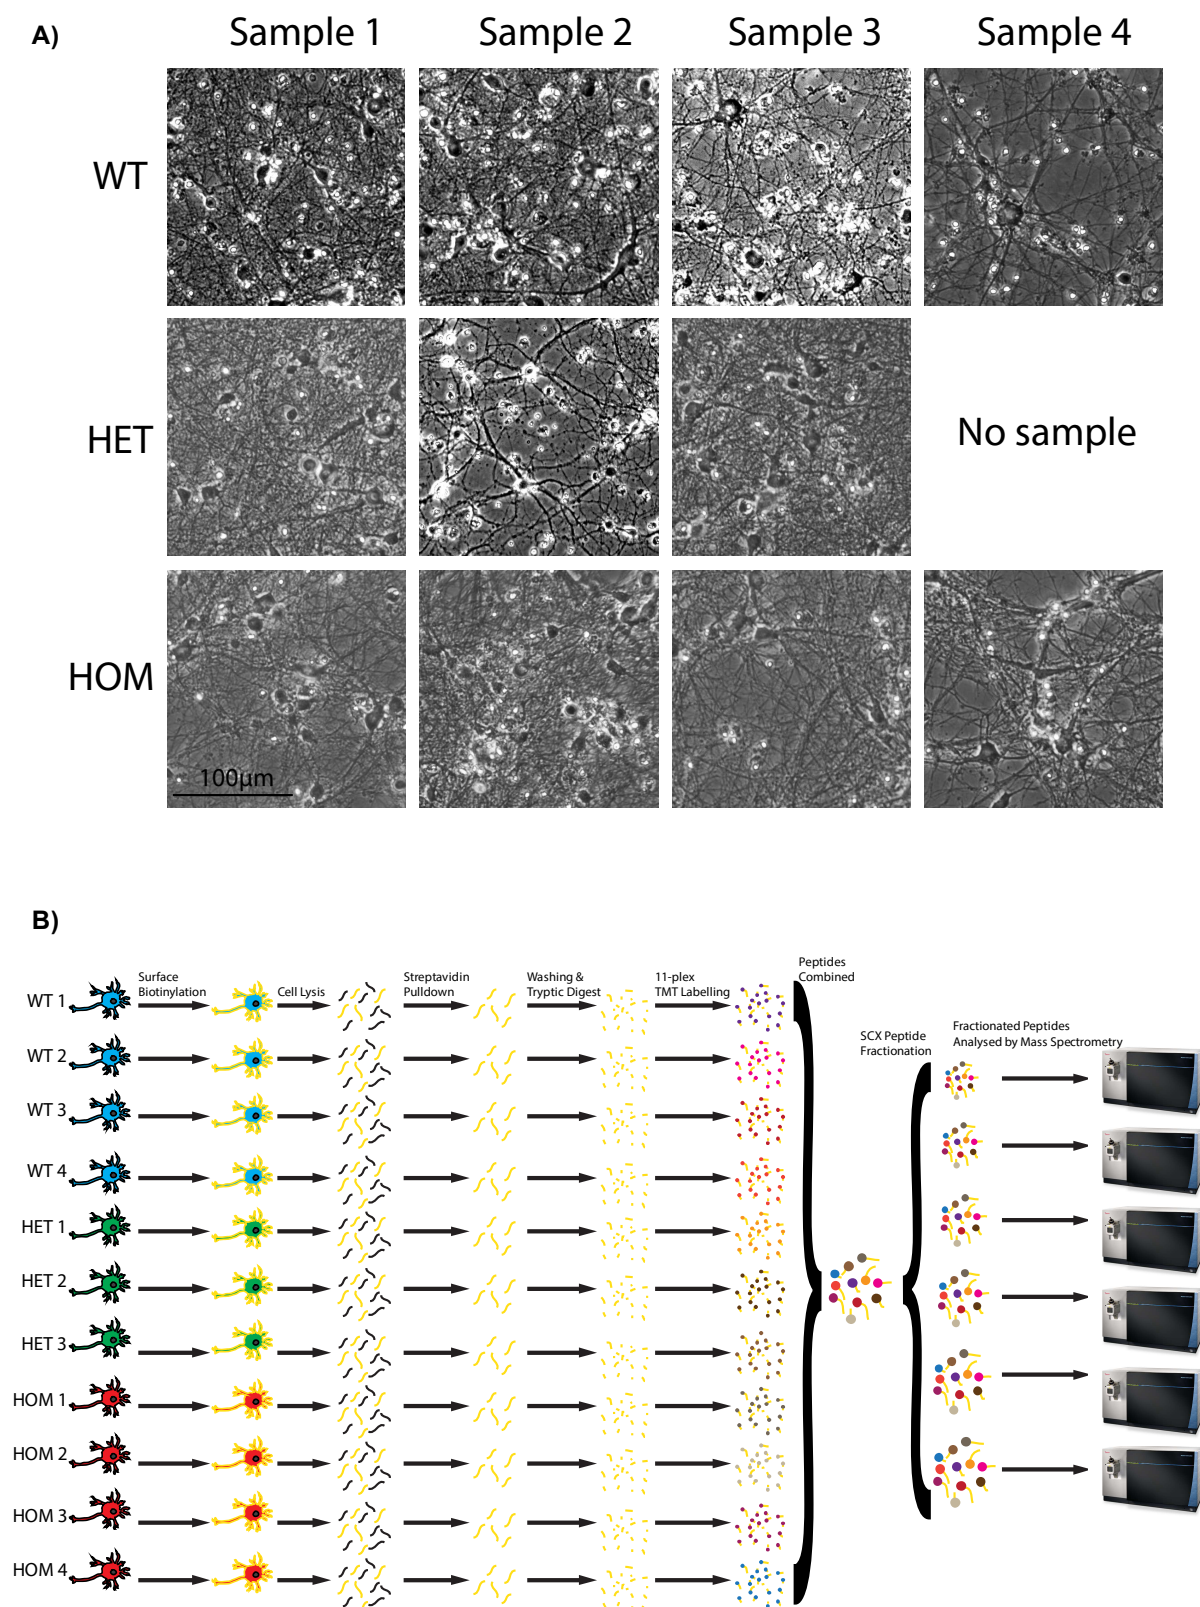 A)
Sample 1
Sample 2
Sample 3
Sample 4
WT
HET
No sample
HOM
100μm
B)
Surface
Biotinylation
Cell Lysis
Streptavidin
Pulldown
Washing &
Tryptic Digest
11-plex
TMT Labelling
Peptides
Combined
SCX Peptide
Fractionation
Fractionated Peptides
Analysed by Mass Spectrometry
WT 1
WT 2
WT 3
WT 4
HET 1
HET 2
HET 3
HOM 1
HOM 2
HOM 3
HOM 4